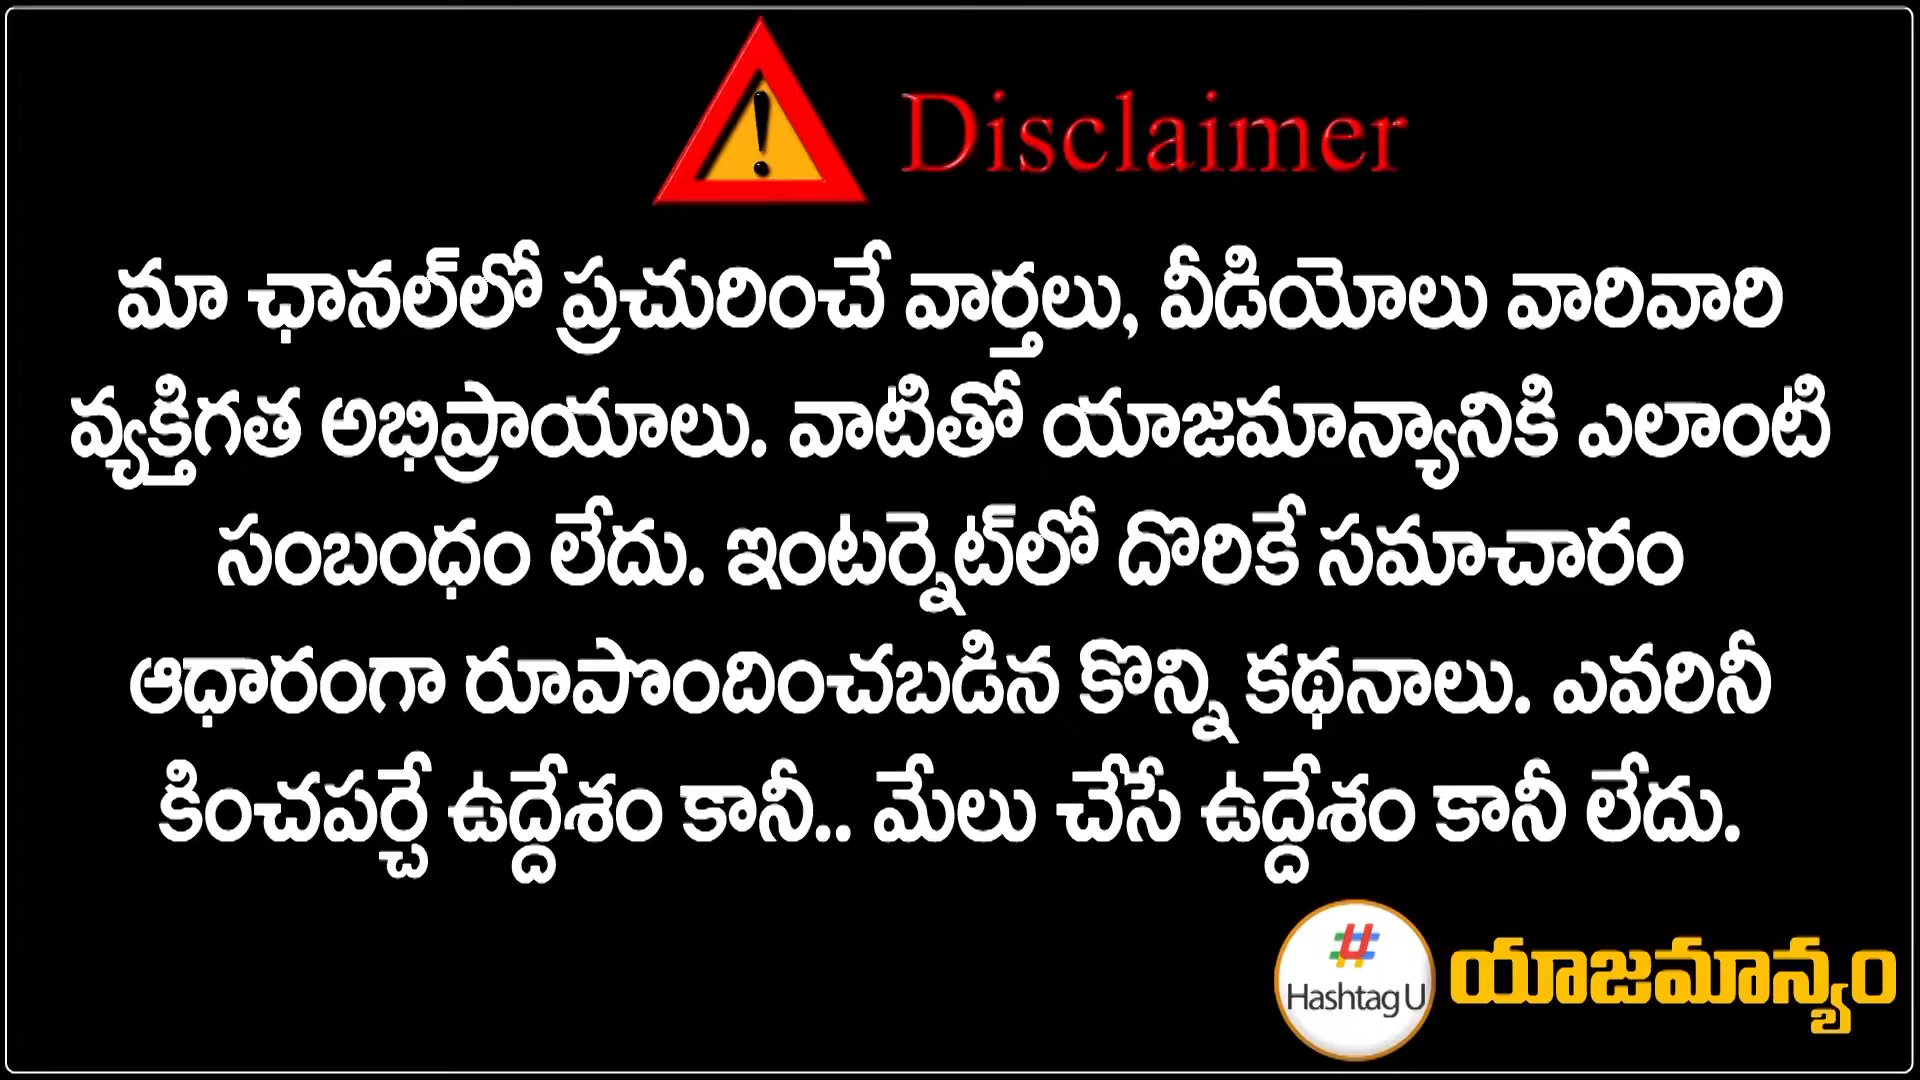 Disclaimer
మా ఛానల్‌లో ప్రచురించే వార్తలు, వీడియోలు వారివారి
వ్యక్తిగత అభిప్రాయాలు. వాటితో యాజమాన్యానికి ఎలాంటి
సంబంధం లేదు. ఇంటర్నెట్‌లో దొరికే సమాచారం
ఆధారంగా రూపొందించబడిన కొన్ని కథనాలు. ఎవరినీ
కించపర్చే ఉద్దేశం కానీ.. మేలు చేసే ఉద్దేశం కానీ లేదు.
#
Hashtag U
యాజమాన్యం